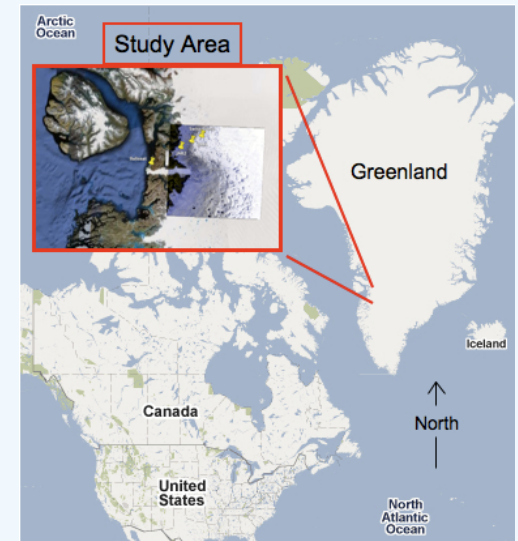 Arctic
Ocean
Study Area
Greenland
Iceland
North
Canada
United
States
North
Atlantic
Ocean